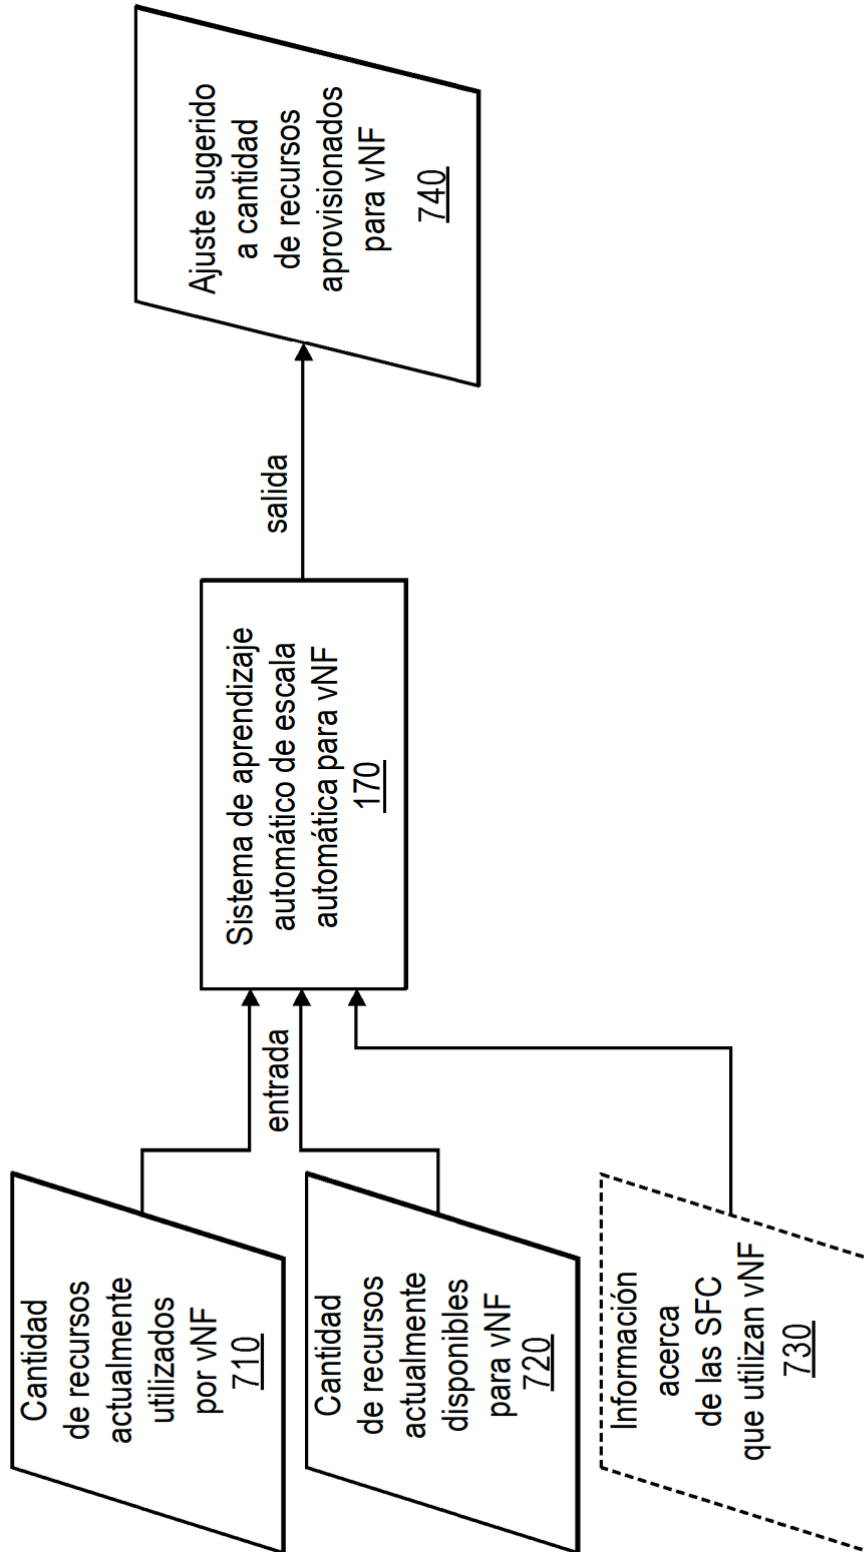 Cantidad
de recursos
actualmente
utilizados
por vNF
710
Cantidad
de recursos
actualmente
disponibles
para vNF
720
Información
acerca
de las SFC
que utilizan vNF
730
entrada
Sistema de aprendizaje
automático de escala
automática para vNF
170
salida
Ajuste sugerido
a cantidad
de recursos
aprovisionados
para vNF
740